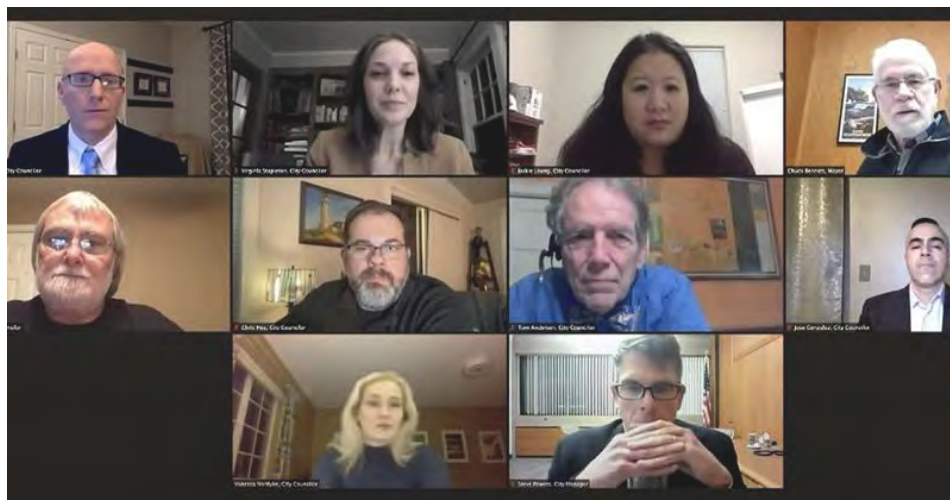 City Councilor
Virginia Stapleton, City Councilor
Jackie Leung, City Councilor
Chuck Bennett, Mayor
Chris Hoy, City Councilor
Tom Andersen, City Councilor
Jose Gonzalez, City Councilor
Vanessa Nordyke, City Councilor
Steve Powers, City Manager